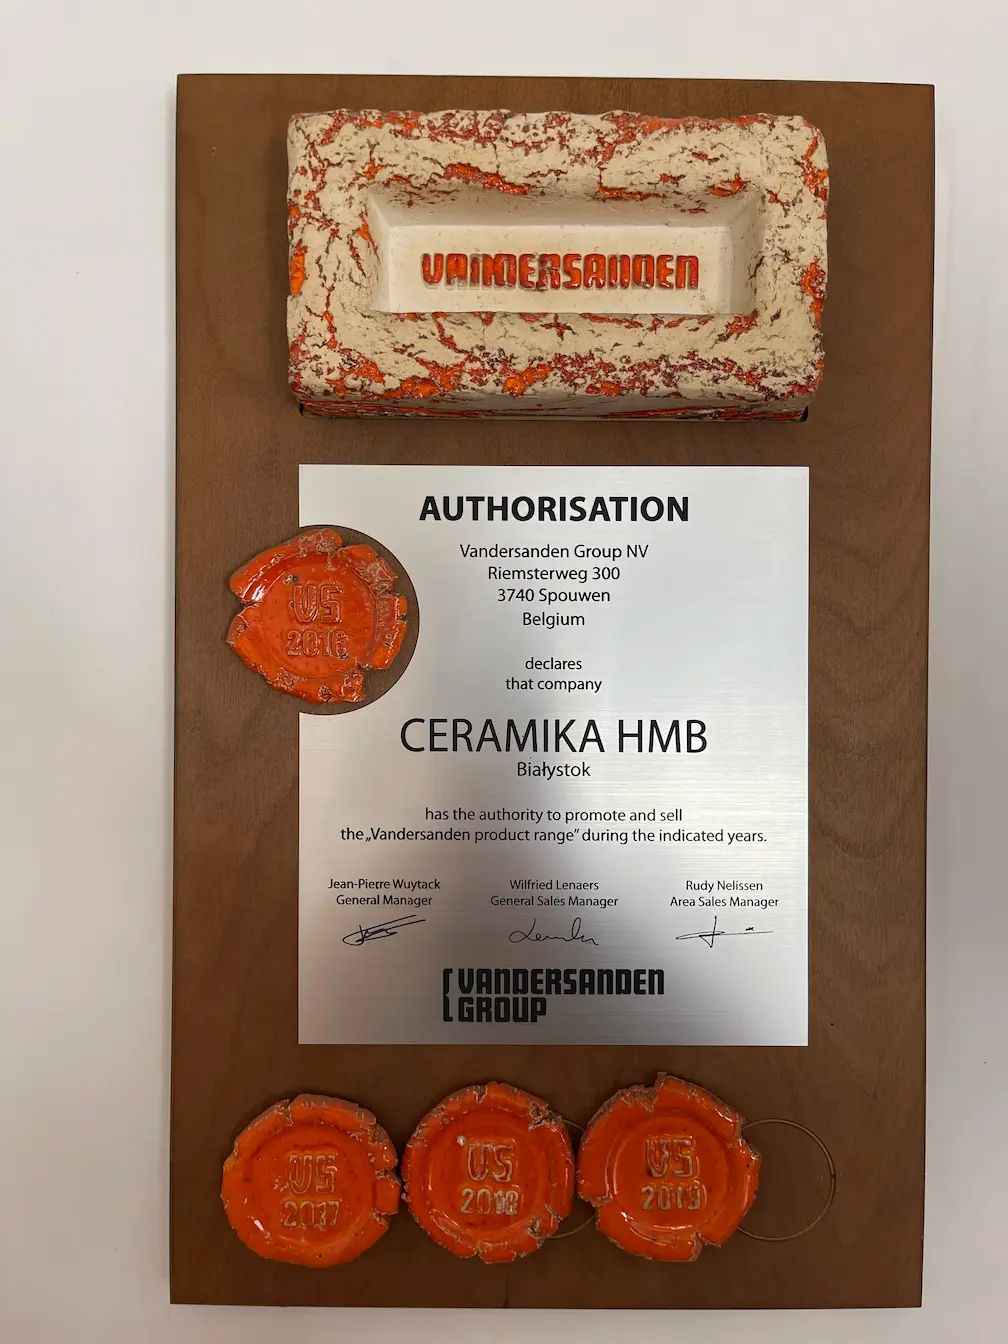 VANDERSANDEN
AUTHORISATION
Vandersanden Group NV
Riemsterweg 300
3740 Spouwen
Belgium
VS
2016
declares
that company
CERAMIKA HMB
Białystok
has the authority to promote and sell
the „Vandersanden product range” during the indicated years.
Jean-Pierre Wuytack
General Manager
Wilfried Lenaers
General Sales Manager
Rudy Nelissen
Area Sales Manager
VANDERSANDEN
GROUP
VS
2017
VS
2018
VS
2019